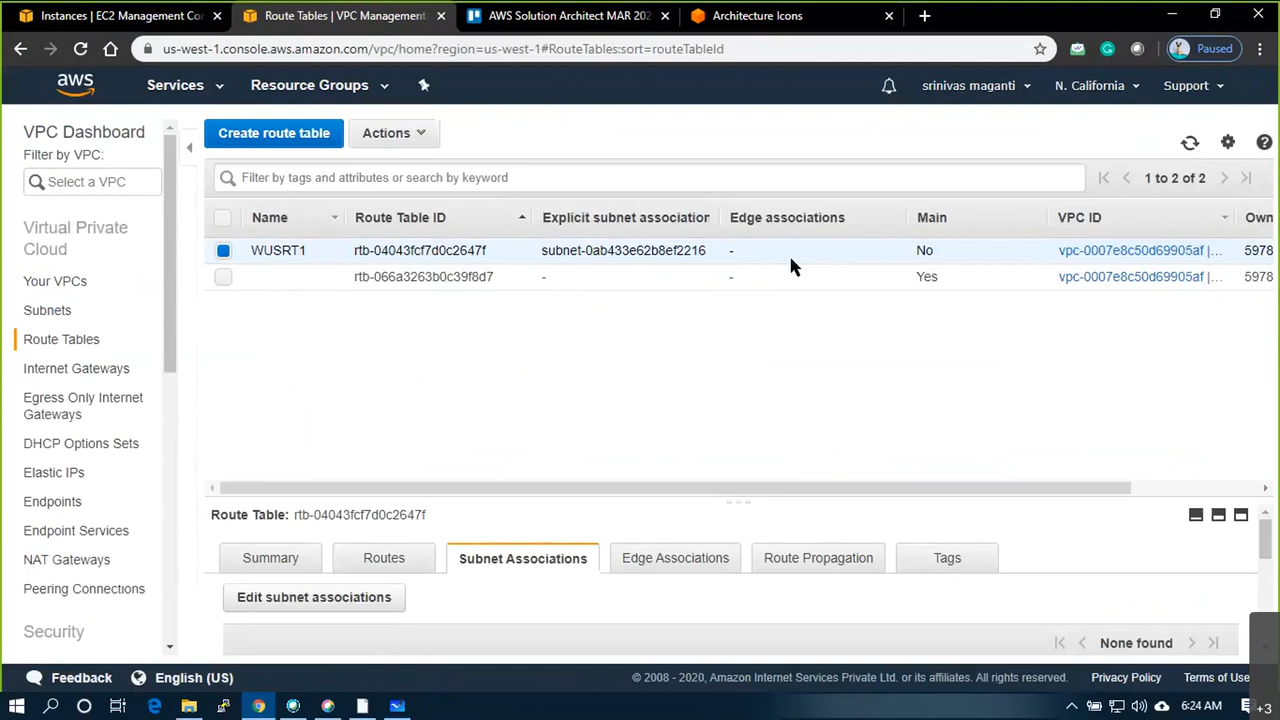 Instances | EC2 Management Con
Route Tables | VPC Management
AWS Solution Architect MAR 2020
Architecture Icons
us-west-1.console.aws.amazon.com/vpc/home?region=us-west-1#RouteTables:sort=routeTableId
Paused
aws
Services
Resource Groups
srinivas maganti
N. California
Support
VPC Dashboard
Filter by VPC:
Select a VPC
Virtual Private
Cloud
Your VPCs
Subnets
Route Tables
Internet Gateways
Egress Only Internet
Gateways
DHCP Options Sets
Elastic IPs
Endpoints
Endpoint Services
NAT Gateways
Peering Connections
Security
Create route table
Actions
Filter by tags and attributes or search by keyword
1 to 2 of 2
Name Route Table ID Explicit subnet association Edge associations Main VPC ID Own
WUSRT1 rtb-04043fcf7d0c2647f subnet-0ab433e62b8ef2216 - No vpc-0007e8c50d69905af |... 5978
rtb-066a3263b0c39f8d7 - - Yes vpc-0007e8c50d69905af |... 5978
Route Table: rtb-04043fcf7d0c2647f
Summary Routes Subnet Associations Edge Associations Route Propagation Tags
Edit subnet associations
None found
Feedback
English (US)
© 2008 - 2020, Amazon Internet Services Private Ltd. or its affiliates. All rights reserved.
Privacy Policy
Terms of Use
6:24 AM
+3